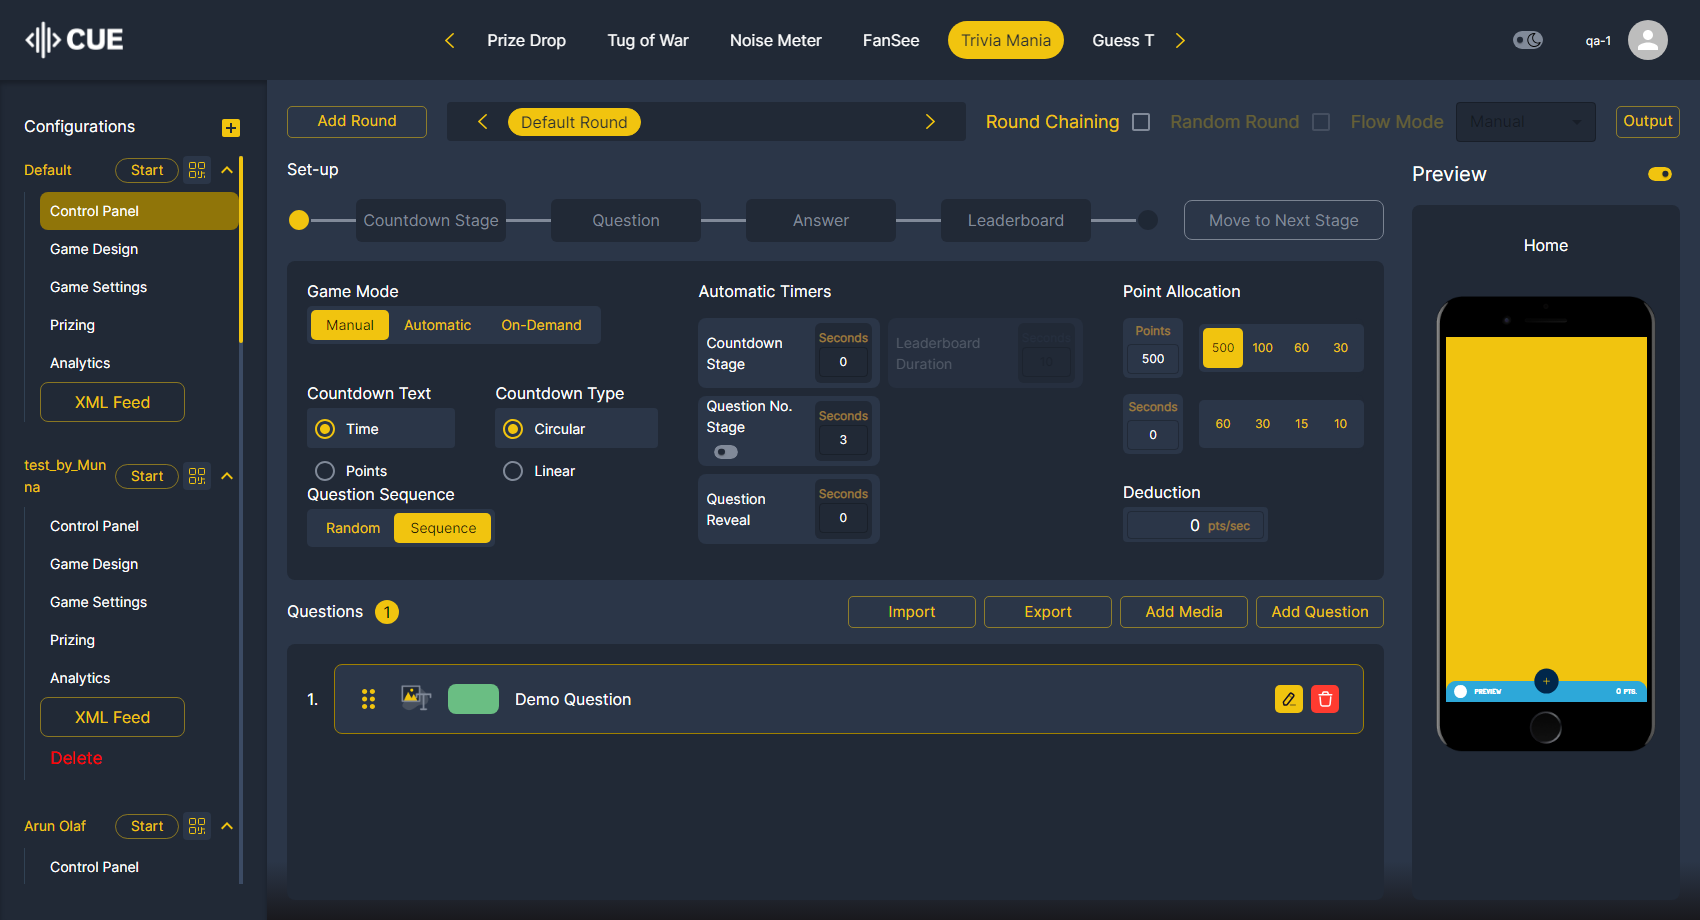 CUE
Prize Drop
Tug of War
Noise Meter
FanSee
Trivia Mania
Guess T
qa-1
Configurations
Default
Start
Control Panel
Game Design
Game Settings
Prizing
Analytics
XML Feed
test_by_Mun
na
Start
Control Panel
Game Design
Game Settings
Prizing
Analytics
XML Feed
Delete
Arun Olaf
Start
Control Panel
Add Round
Default Round
Round Chaining
Random Round
Flow Mode
Manual
Output
Set-up
Countdown Stage
Question
Answer
Leaderboard
Move to Next Stage
Game Mode
Manual
Automatic
On-Demand
Countdown Text
Time
Points
Countdown Type
Circular
Linear
Question Sequence
Random
Sequence
Automatic Timers
Countdown
Stage
Seconds
0
Leaderboard
Duration
Seconds
10
Question No.
Stage
Seconds
3
Question
Reveal
Seconds
0
Point Allocation
Points
500
500
100
60
30
Seconds
0
60
30
15
10
Deduction
0 pts/sec
Questions 1
Import
Export
Add Media
Add Question
1.
T
Demo Question
Preview
Home
PREVIEW
0 PTS.